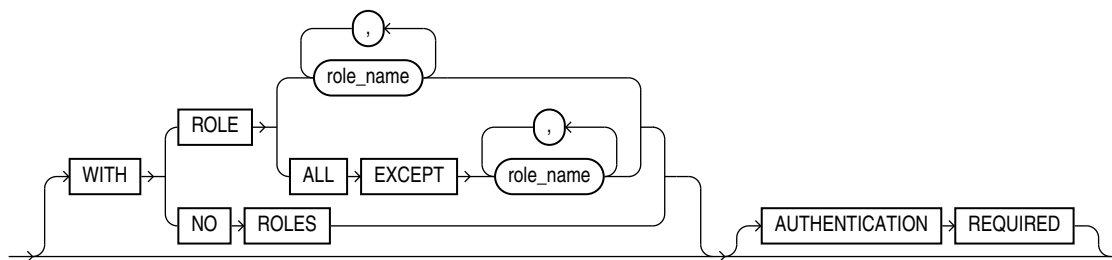 ,
role_name
ROLE
,
ALL EXCEPT role_name
WITH
NO ROLES
AUTHENTICATION REQUIRED